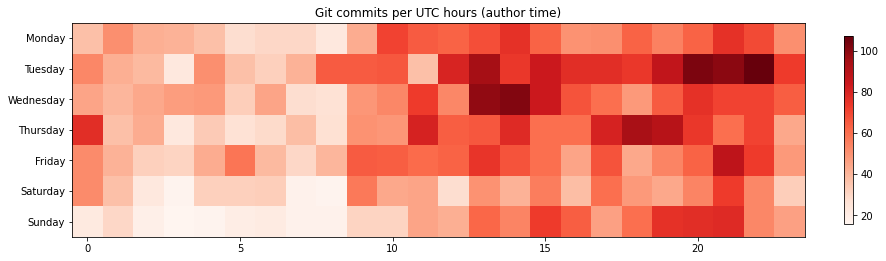 Git commits per UTC hours (author time)
Monday
Tuesday
Wednesday
Thursday
Friday
Saturday
Sunday
0 5 10 15 20
100
80
60
40
20